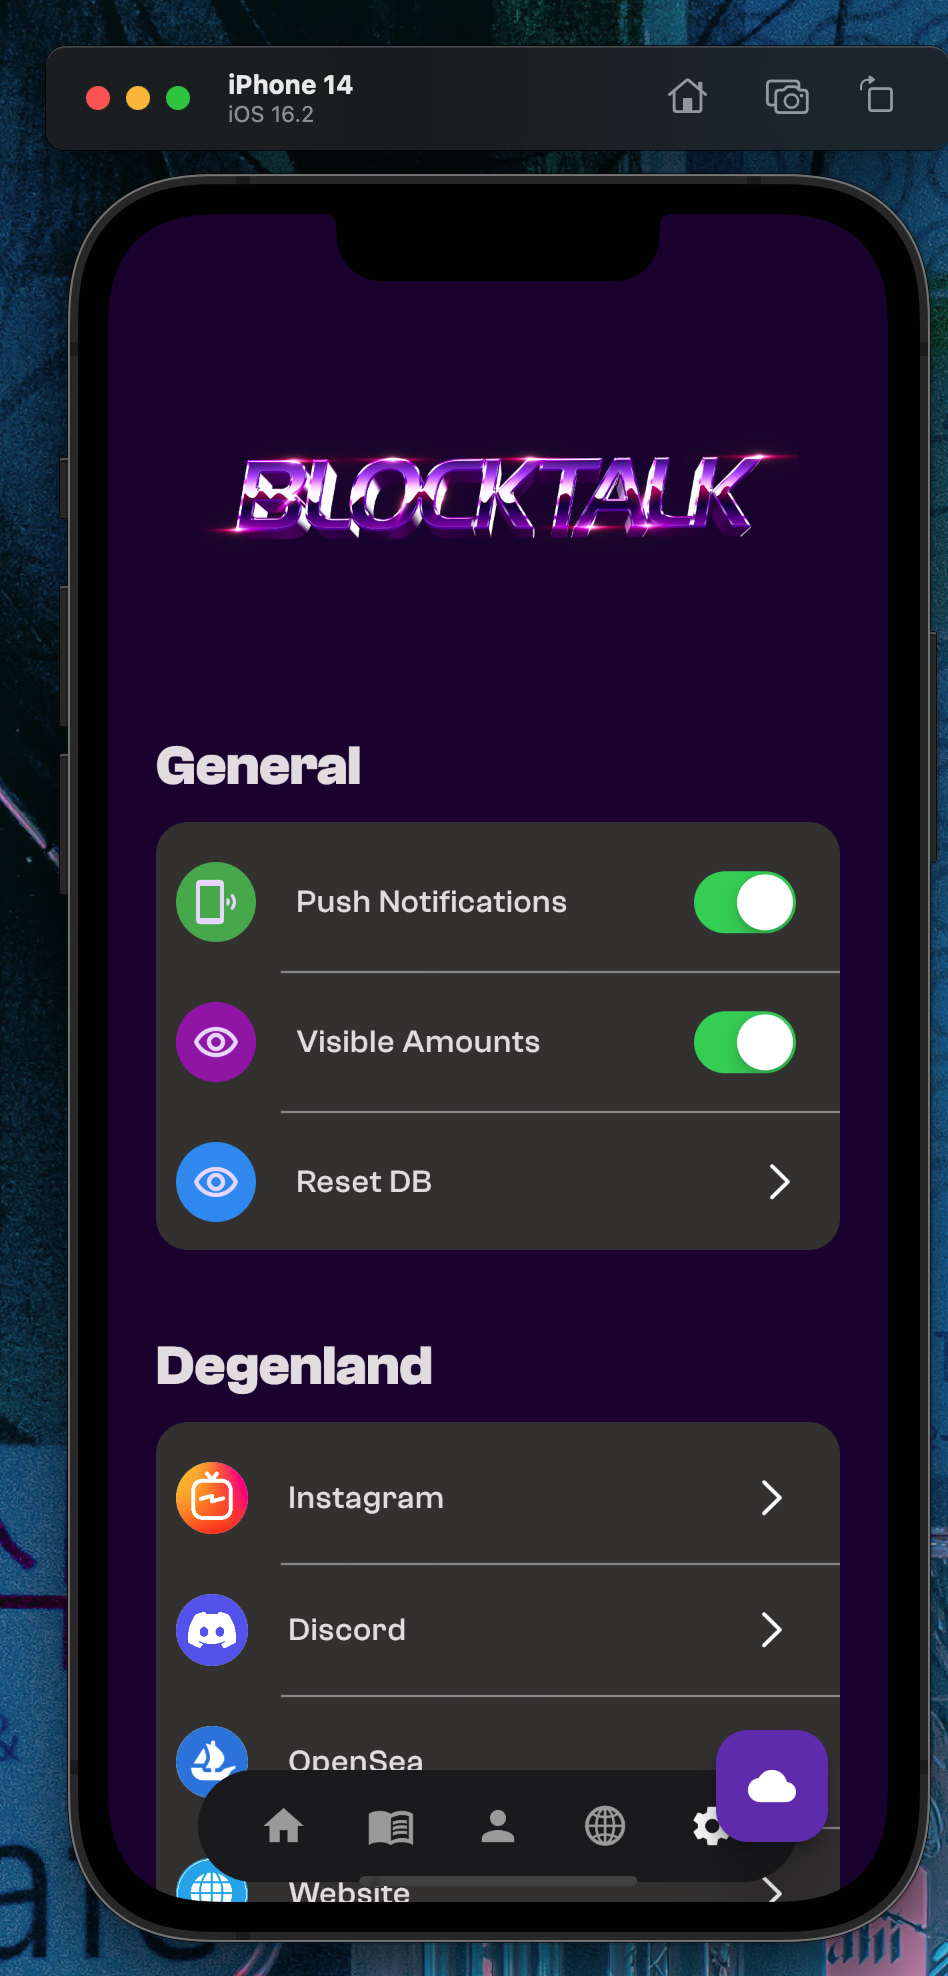 iPhone 14
iOS 16.2
BLOCKTALK
General
Push Notifications
Visible Amounts
Reset DB
Degenland
Instagram
Discord
OpenSea
Website